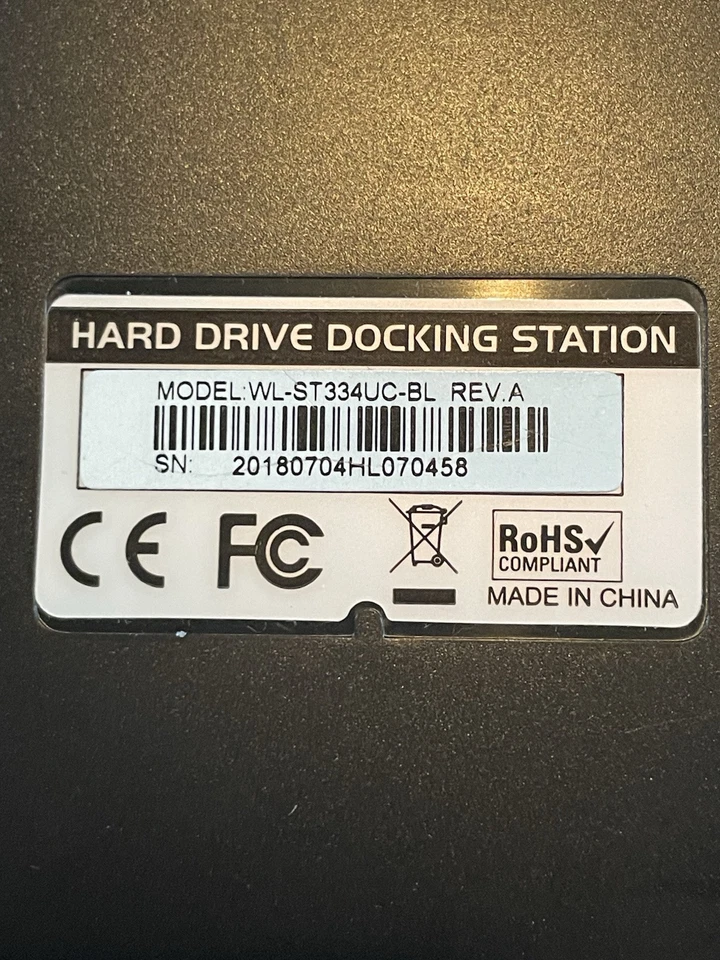 HARD DRIVE DOCKING STATION
MODEL:WL-ST334UC-BL REV.A
SN: 20180704HL070458
CE FC
RoHS✓
COMPLIANT
MADE IN CHINA